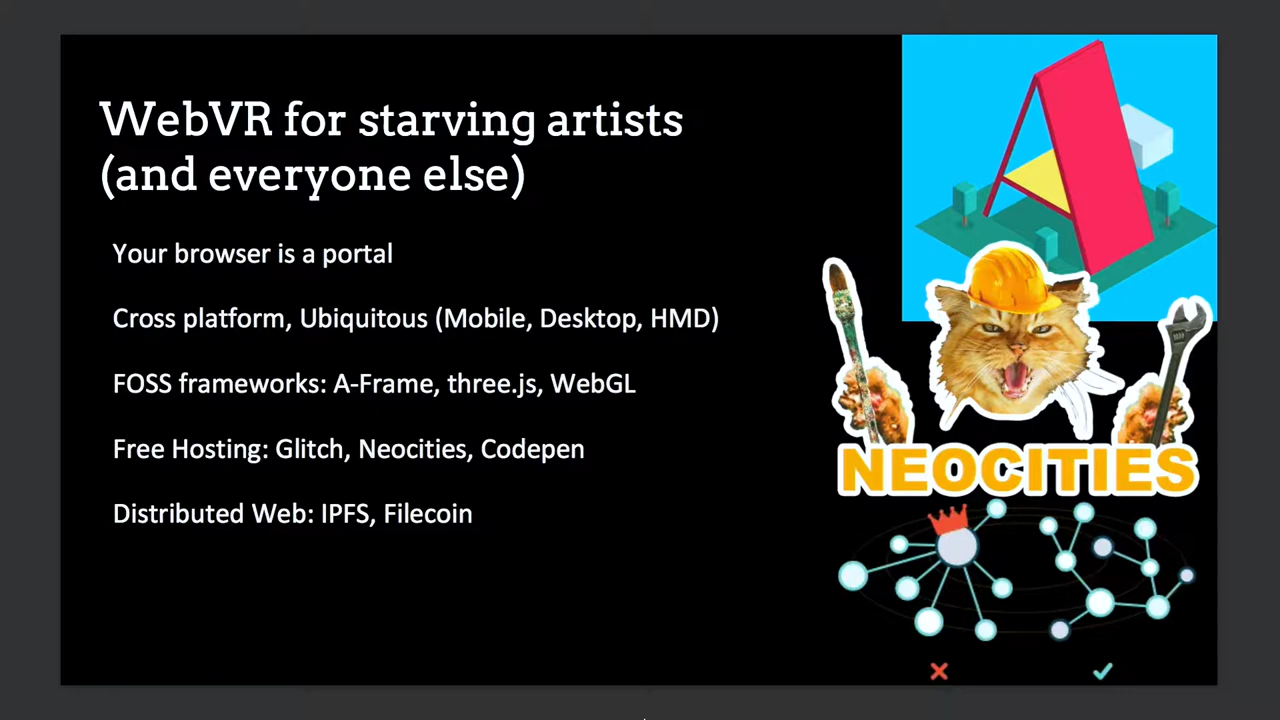 WebVR for starving artists
(and everyone else)
Your browser is a portal
Cross platform, Ubiquitous (Mobile, Desktop, HMD)
FOSS frameworks: A-Frame, three.js, WebGL
Free Hosting: Glitch, Neocities, Codepen
Distributed Web: IPFS, Filecoin
NEOCITIES